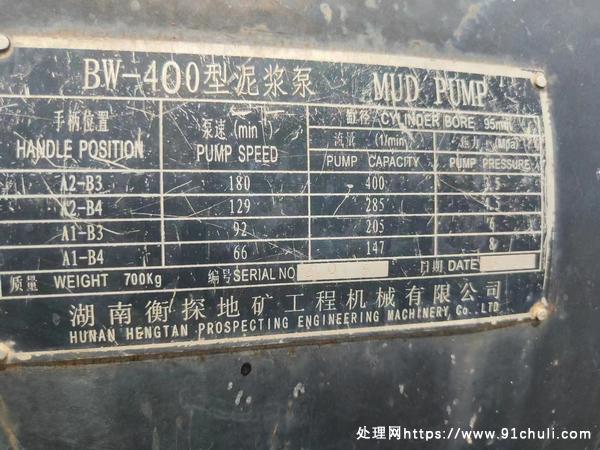 BW-400型泥浆泵 MUD PUMP
手柄位置 泵速 (min 缸径 CYLINDER BORE 95mm
HANDLE POSITION PUMP SPEED 流量 (1/min) (Mpa)
PUMP CAPACITY PUMP PRESSURE
A2-B3 180 400
A2-B4 129 285
A1-B3 92 205 6
A1-B4 66 147 8
质量 WEIGHT 700Kg 编号SERIAL NO 日期 DATE
湖南衡探地矿工程机械有限公司
HUNAN HENGTAN PROSPECTING ENGINEERING MACHINERY Co.,LTD.
处理网https://www.91chuli.com/